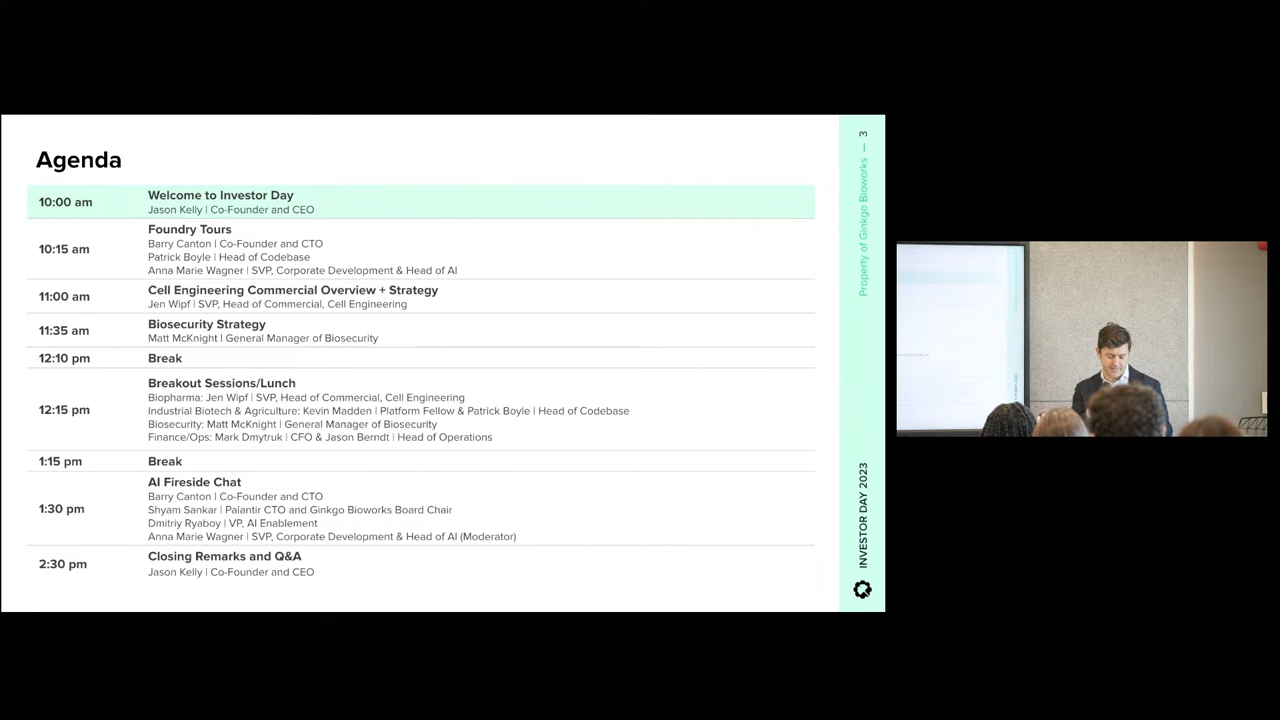 Agenda
10:00 am
Welcome to Investor Day
Jason Kelly | Co-Founder and CEO
10:15 am
Foundry Tours
Barry Canton | Co-Founder and CTO
Patrick Boyle | Head of Codebase
Anna Marie Wagner | SVP, Corporate Development & Head of AI
11:00 am
Cell Engineering Commercial Overview + Strategy
Jen Wipf | SVP, Head of Commercial, Cell Engineering
11:35 am
Biosecurity Strategy
Matt McKnight | General Manager of Biosecurity
12:10 pm
Break
12:15 pm
Breakout Sessions/Lunch
Biopharma: Jen Wipf | SVP, Head of Commercial, Cell Engineering
Industrial Biotech & Agriculture: Kevin Madden | Platform Fellow & Patrick Boyle | Head of Codebase
Biosecurity: Matt McKnight | General Manager of Biosecurity
Finance/Ops: Mark Dmytruk | CFO & Jason Berndt | Head of Operations
1:15 pm
Break
1:30 pm
AI Fireside Chat
Barry Canton | Co-Founder and CTO
Shyam Sankar | Palantir CTO and Ginkgo Bioworks Board Chair
Dmitriy Ryaboy | VP, AI Enablement
Anna Marie Wagner | SVP, Corporate Development & Head of AI (Moderator)
2:30 pm
Closing Remarks and Q&A
Jason Kelly | Co-Founder and CEO
Property of Ginkgo Bioworks — 3
INVESTOR DAY 2023